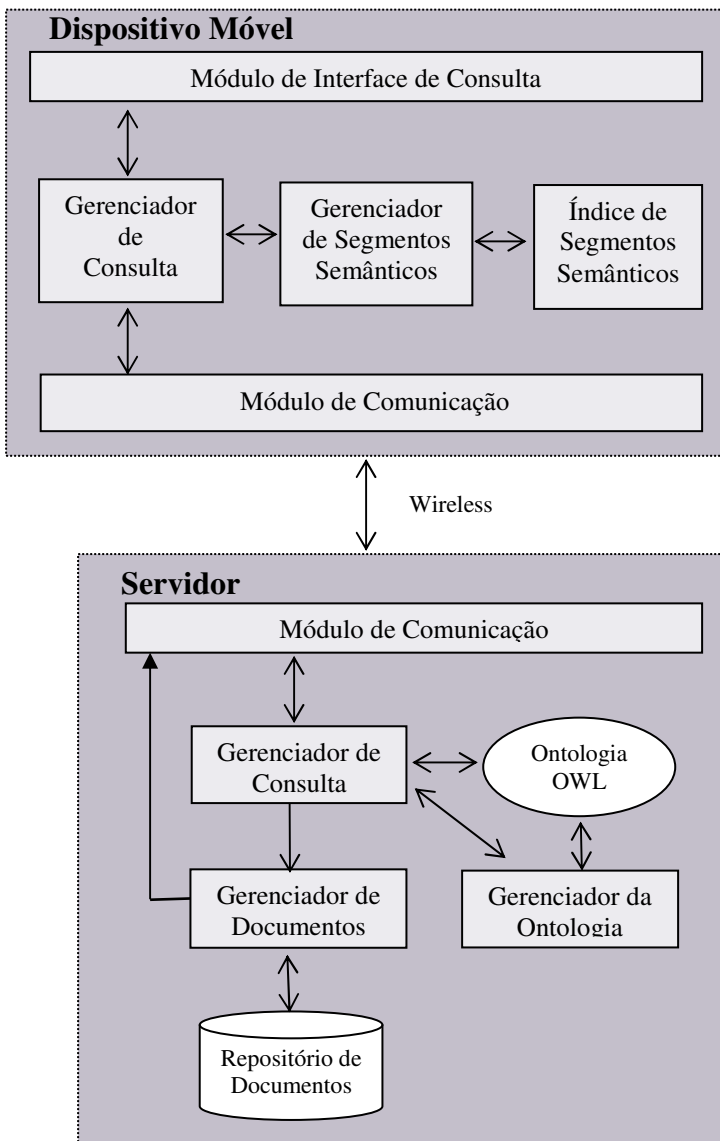 Dispositivo Móvel
Módulo de Interface de Consulta
Gerenciador
de
Consulta
Gerenciador
de Segmentos
Semânticos
Índice de
Segmentos
Semânticos
Módulo de Comunicação
Wireless
Servidor
Módulo de Comunicação
Gerenciador de
Consulta
Ontologia
OWL
Gerenciador de
Documentos
Gerenciador da
Ontologia
Repositório de
Documentos